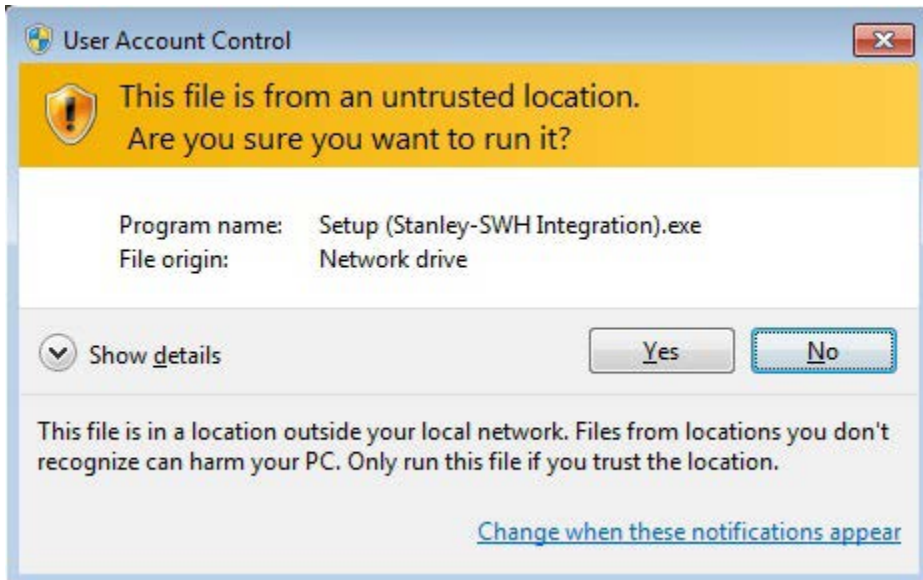 User Account Control
This file is from an untrusted location.
Are you sure you want to run it?
Program name: Setup (Stanley-SWH Integration).exe
File origin: Network drive
Show details
Yes
No
This file is in a location outside your local network. Files from locations you don't
recognize can harm your PC. Only run this file if you trust the location.
Change when these notifications appear